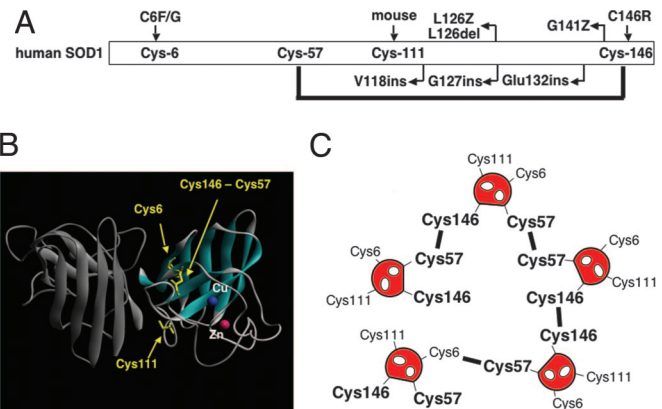 A
C6F/G
mouse
L126Z
L126del
G141Z
C146R
human SOD1
Cys-6
Cys-57
Cys-111
Cys-146
V118ins
G127ins
Glu132ins
B
Cys146 – Cys57
Cys6
Cu
Zn
Cys111
C
Cys111
Cys6
Cys146
Cys57
Cys6
Cys57
Cys111
Cys146
Cys57
Cys6
Cys111
Cys146
Cys146
Cys111
Cys6
Cys57
Cys146
Cys57
Cys111
Cys6